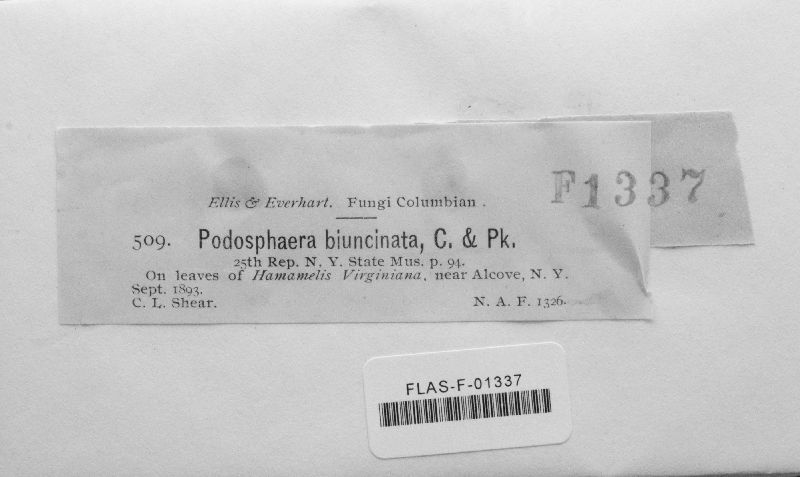 Ellis & Everhart. Fungi Columbian .
F1337
509. Podosphaera biuncinata, C. & Pk.
25th Rep. N. Y. State Mus. p. 94.
On leaves of Hamamelis Virginiana, near Alcove, N. Y.
Sept. 1893.
C. L. Shear. N. A. F. 1326.
FLAS-F-01337